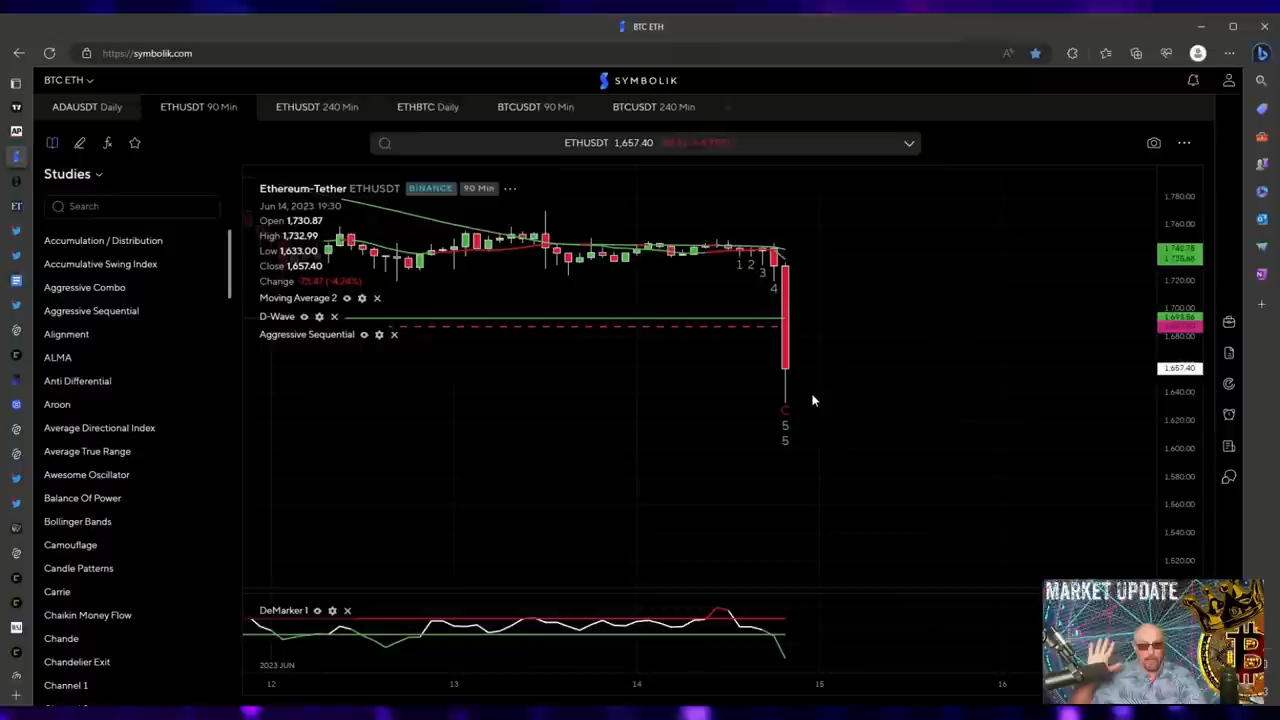 BTC ETH
https://symbolik.com
BTC ETH
SYMBOLIK
ADAUSDT Daily
ETHUSDT 90 Min
ETHUSDT 240 Min
ETHBTC Daily
BTCUSDT 90 Min
BTCUSDT 240 Min
ETHUSDT 1,657.40
Studies
Search
Accumulation / Distribution
Accumulative Swing Index
Aggressive Combo
Aggressive Sequential
Alignment
ALMA
Anti Differential
Aroon
Average Directional Index
Average True Range
Awesome Oscillator
Balance Of Power
Bollinger Bands
Camouflage
Candle Patterns
Carrie
Chaikin Money Flow
Chande
Chandelier Exit
Channel 1
Ethereum-Tether ETHUSDT BINANCE 90 Min
Jun 14, 2023 19:30
Open 1,730.87
High 1,732.99
Low 1,633.00
Close 1,657.40
Change -73.47 (-4.24%)
Moving Average 2
D-Wave
Aggressive Sequential
1 2
3
4
C
5
5
1,780.00
1,760.00
1,720.00
1,700.00
1,693.56
1,680.00
1,657.40
1,640.00
1,620.00
1,600.00
1,580.00
1,560.00
1,540.00
1,520.00
DeMarker 1
2023 JUN
12
13
14
15
16
MARKET UPDATE